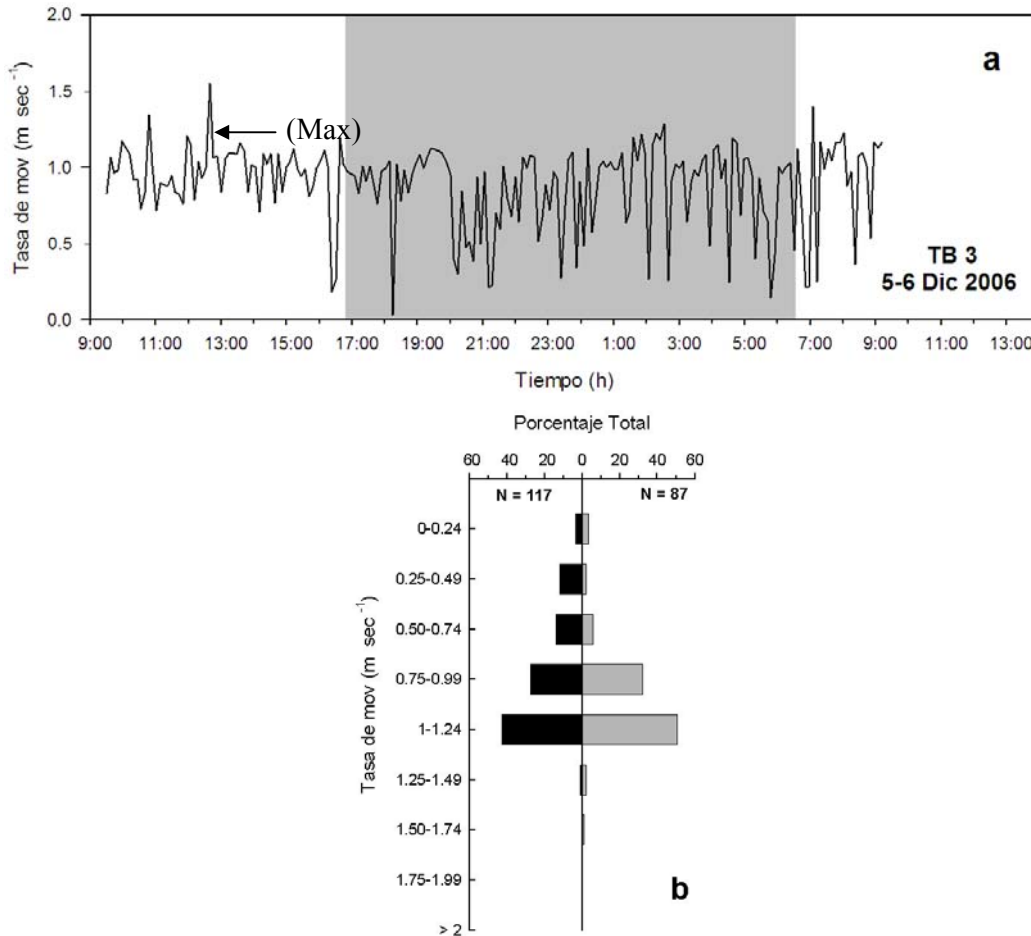 2.0
a
1.5
(Max)
1.0
0.5
0.0
Tasa de mov (m sec -1)
TB 3
5-6 Dic 2006
9:00 11:00 13:00 15:00 17:00 19:00 21:00 23:00 1:00 3:00 5:00 7:00 9:00 11:00 13:00
Tiempo (h)
Porcentaje Total
60 40 20 0 20 40 60
N = 117 N = 87
0-0.24
0.25-0.49
0.50-0.74
0.75-0.99
1-1.24
1.25-1.49
1.50-1.74
1.75-1.99
> 2
Tasa de mov (m sec -1)
b